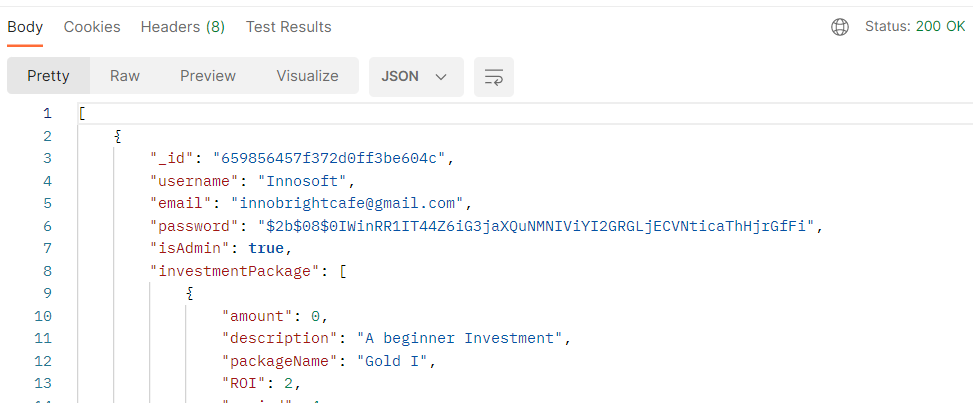 Body Cookies Headers (8) Test Results Status: 200 OK
Pretty Raw Preview Visualize JSON
1 [
2 {
3 "_id": "659856457f372d0ff3be604c",
4 "username": "Innosoft",
5 "email": "innobrightcafe@gmail.com",
6 "password": "$2b$08$0IWinRR1IT44Z6iG3jaXQuNMNIViYI2GRGLjECVNticaThHjrGfFi",
7 "isAdmin": true,
8 "investmentPackage": [
9 {
10 "amount": 0,
11 "description": "A beginner Investment",
12 "packageName": "Gold I",
13 "ROI": 2,